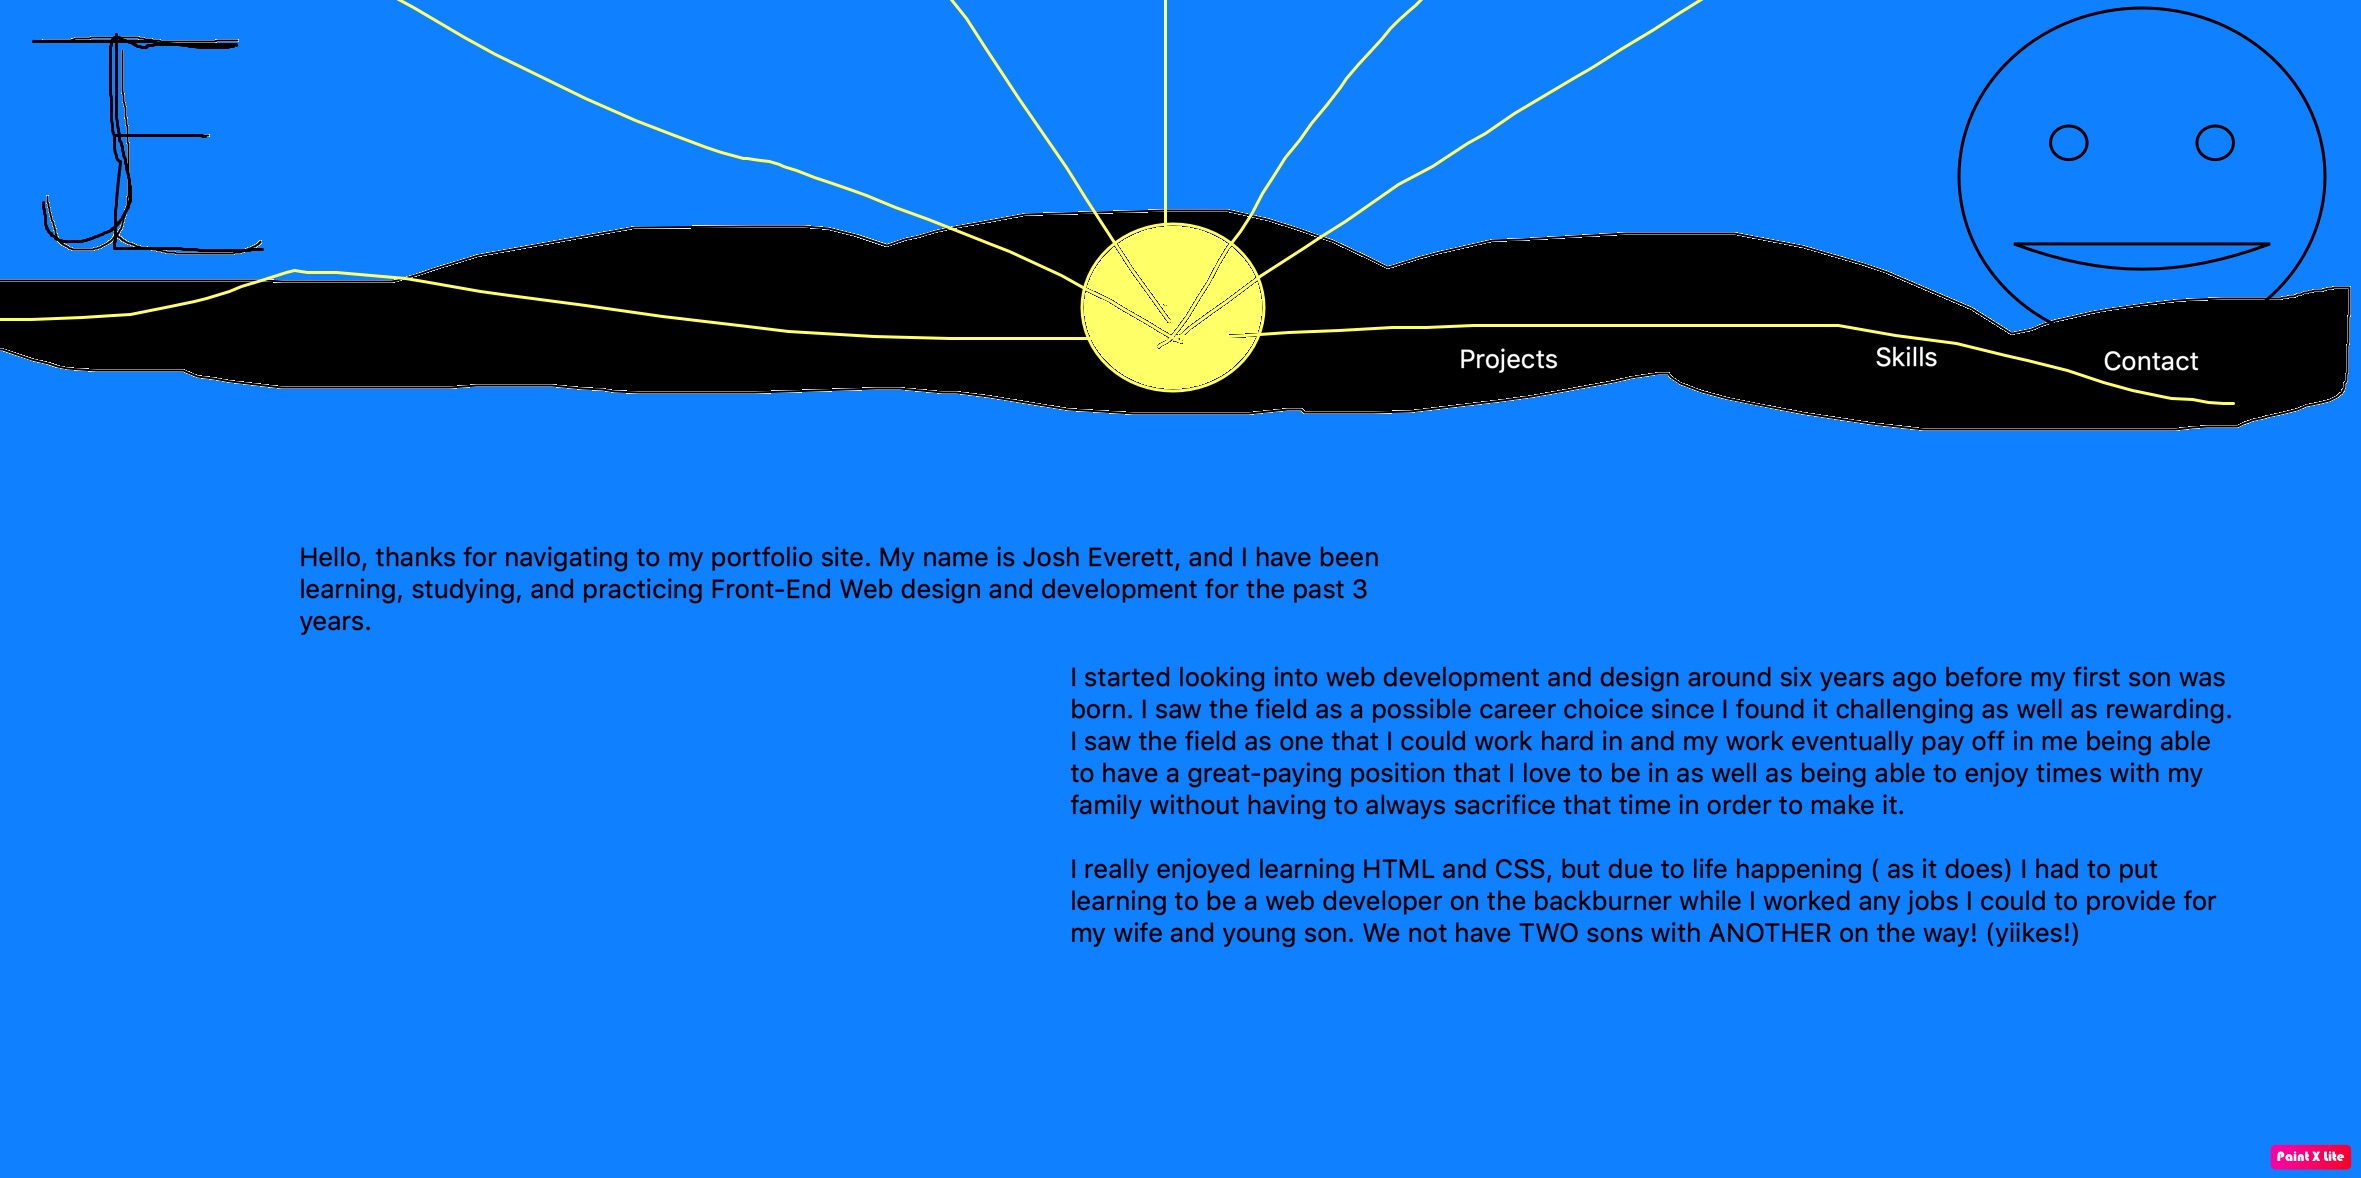 JE
Projects
Skills
Contact
Hello, thanks for navigating to my portfolio site. My name is Josh Everett, and I have been
learning, studying, and practicing Front-End Web design and development for the past 3
years.
I started looking into web development and design around six years ago before my first son was
born. I saw the field as a possible career choice since I found it challenging as well as rewarding.
I saw the field as one that I could work hard in and my work eventually pay off in me being able
to have a great-paying position that I love to be in as well as being able to enjoy times with my
family without having to always sacrifice that time in order to make it.
I really enjoyed learning HTML and CSS, but due to life happening ( as it does) I had to put
learning to be a web developer on the backburner while I worked any jobs I could to provide for
my wife and young son. We not have TWO sons with ANOTHER on the way! (yiikes!)
Paint X Lite